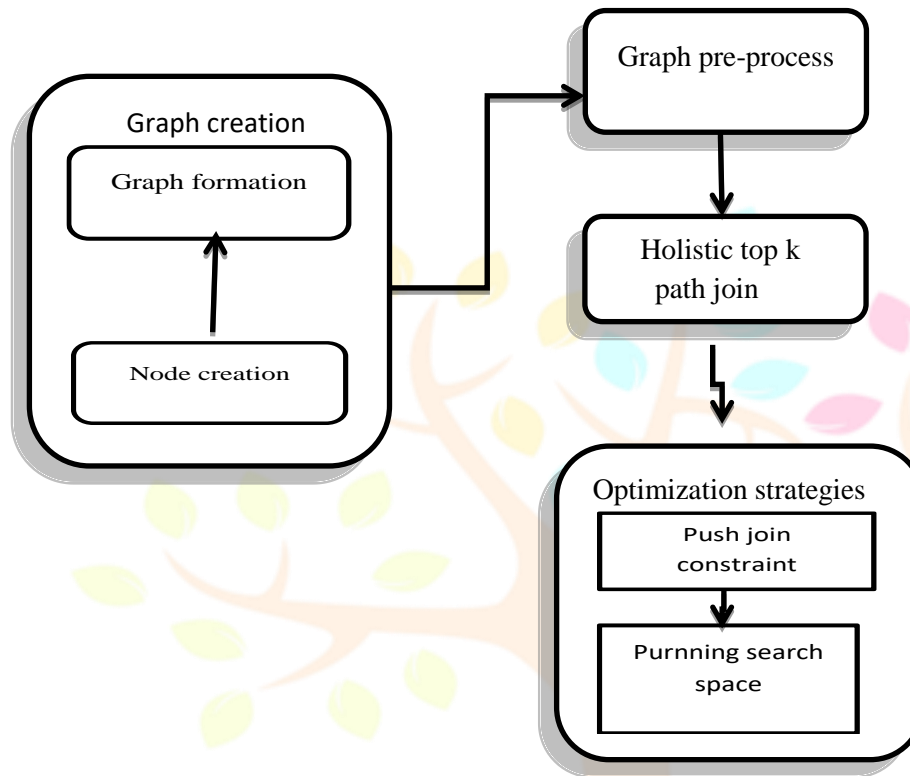 Graph creation
Graph formation
Node creation
Graph pre-process
Holistic top k
path join
Optimization strategies
Push join
constraint
Purnning search
space